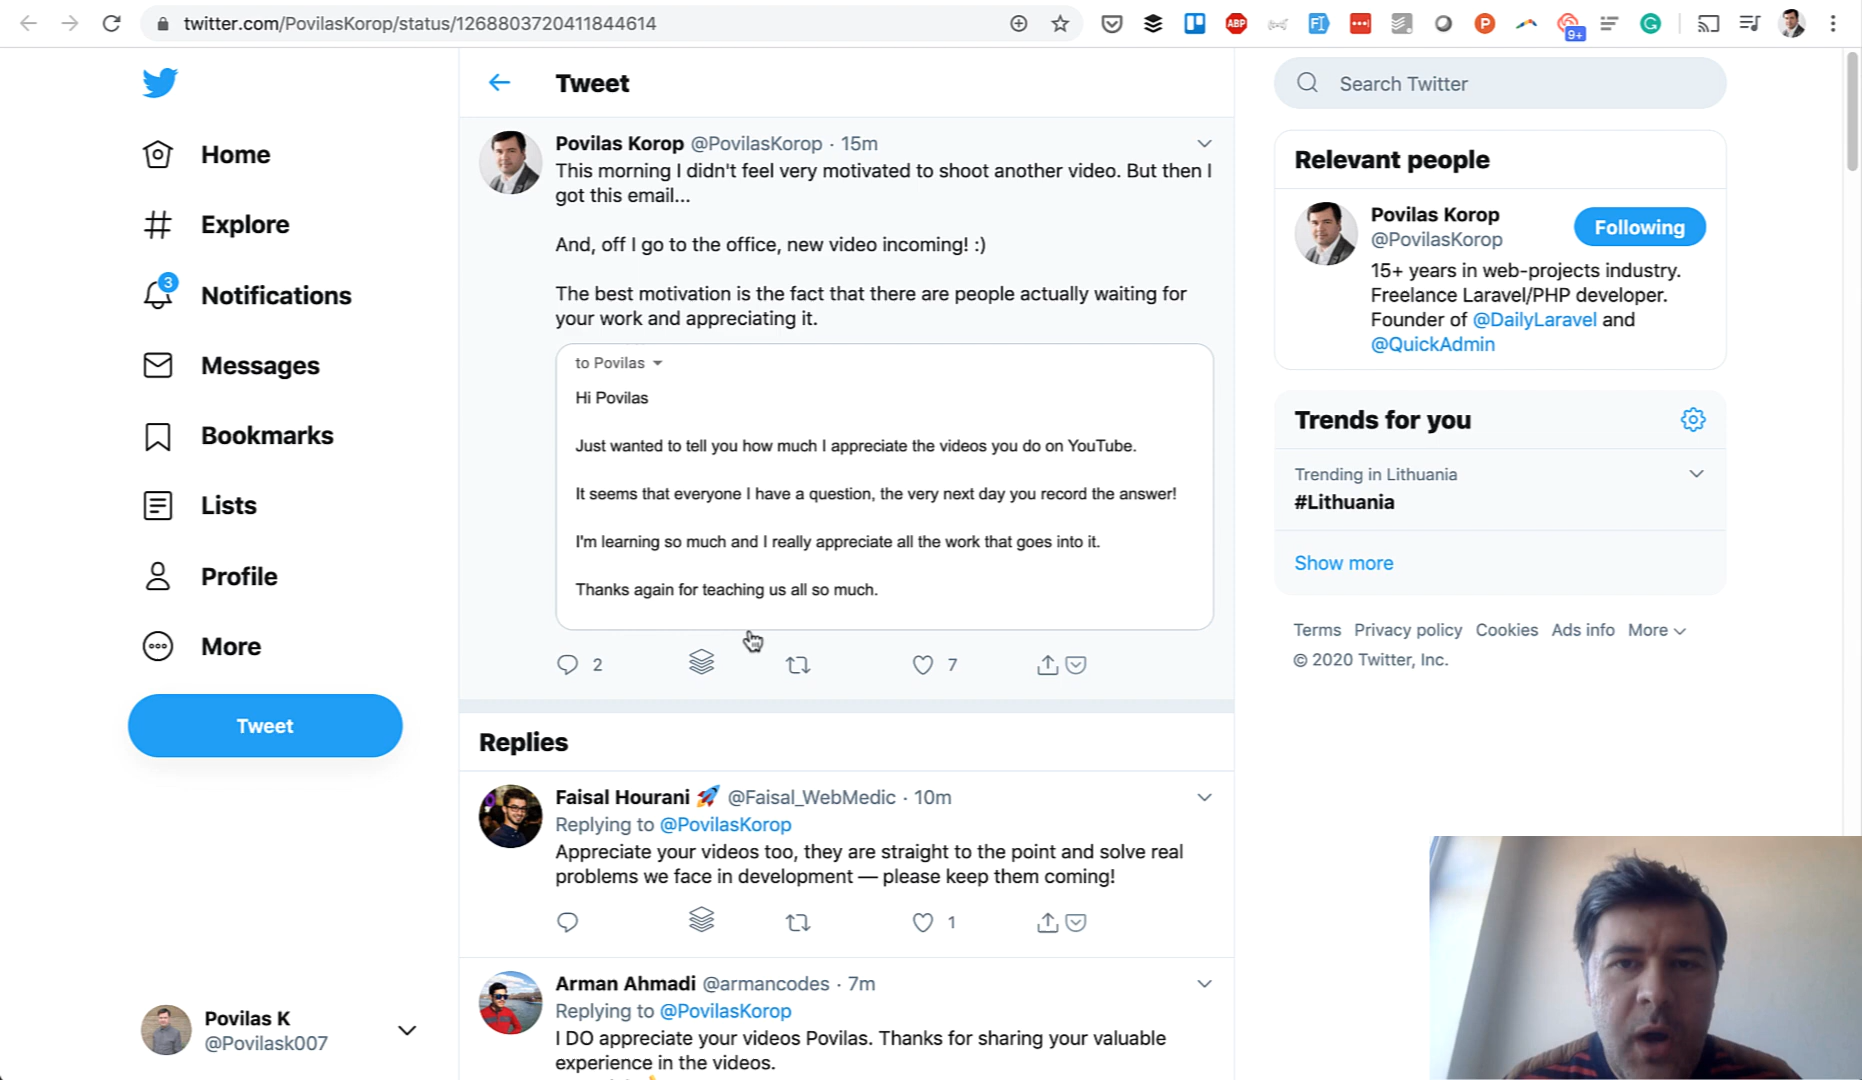 twitter.com/PovilasKorop/status/1268803720411844614
ABP
9+
Home
Explore
3
Notifications
Messages
Bookmarks
Lists
Profile
More
Tweet
Povilas K
@Povilask007
Tweet
Povilas Korop @PovilasKorop · 15m
This morning I didn't feel very motivated to shoot another video. But then I
got this email...
And, off I go to the office, new video incoming! :)
The best motivation is the fact that there are people actually waiting for
your work and appreciating it.
to Povilas
Hi Povilas
Just wanted to tell you how much I appreciate the videos you do on YouTube.
It seems that everyone I have a question, the very next day you record the answer!
I'm learning so much and I really appreciate all the work that goes into it.
Thanks again for teaching us all so much.
2
7
Replies
Faisal Hourani 🚀 @Faisal_WebMedic · 10m
Replying to @PovilasKorop
Appreciate your videos too, they are straight to the point and solve real
problems we face in development — please keep them coming!
1
Arman Ahmadi @armancodes · 7m
Replying to @PovilasKorop
I DO appreciate your videos Povilas. Thanks for sharing your valuable
experience in the videos.
Search Twitter
Relevant people
Povilas Korop
@PovilasKorop
Following
15+ years in web-projects industry.
Freelance Laravel/PHP developer.
Founder of @DailyLaravel and
@QuickAdmin
Trends for you
Trending in Lithuania
#Lithuania
Show more
Terms Privacy policy Cookies Ads info More
© 2020 Twitter, Inc.